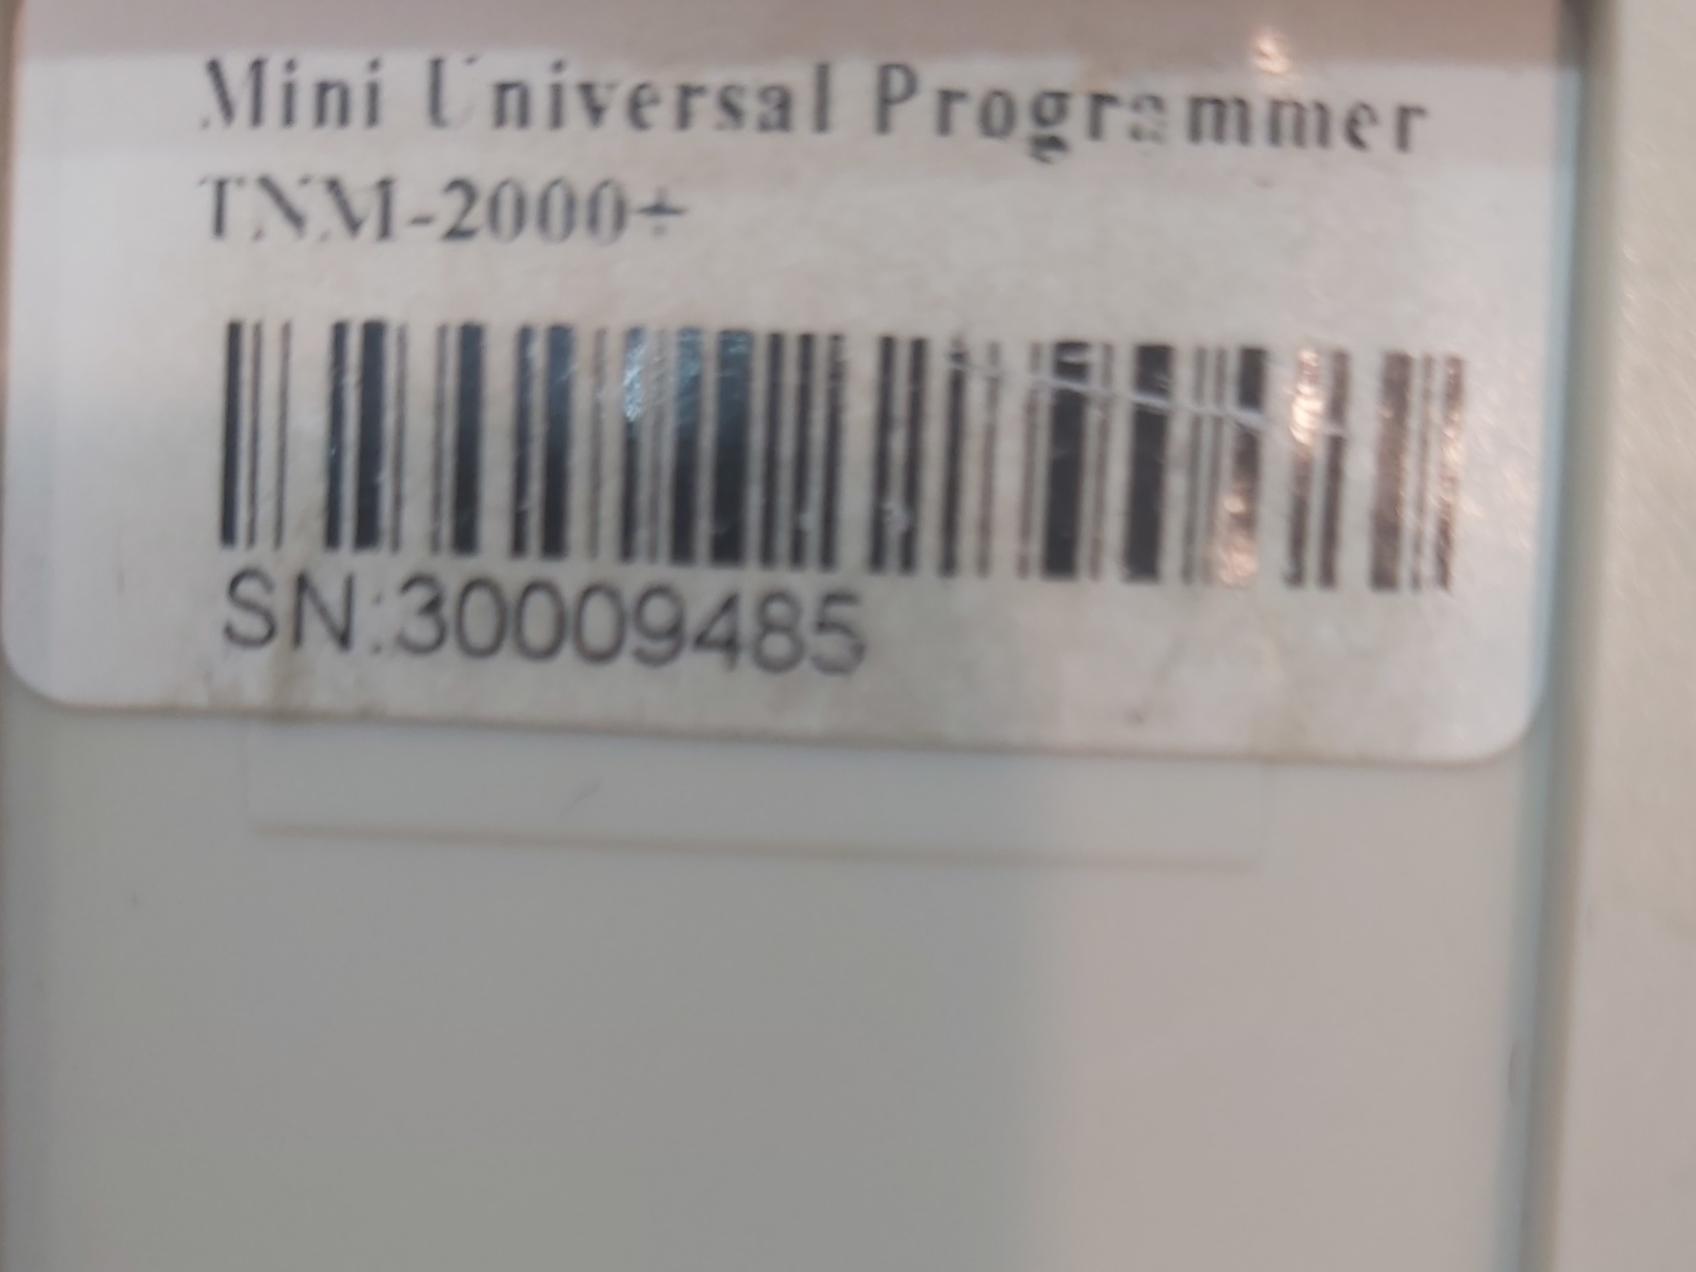 Mini Universal Programmer
TNM-2000+
SN:30009485